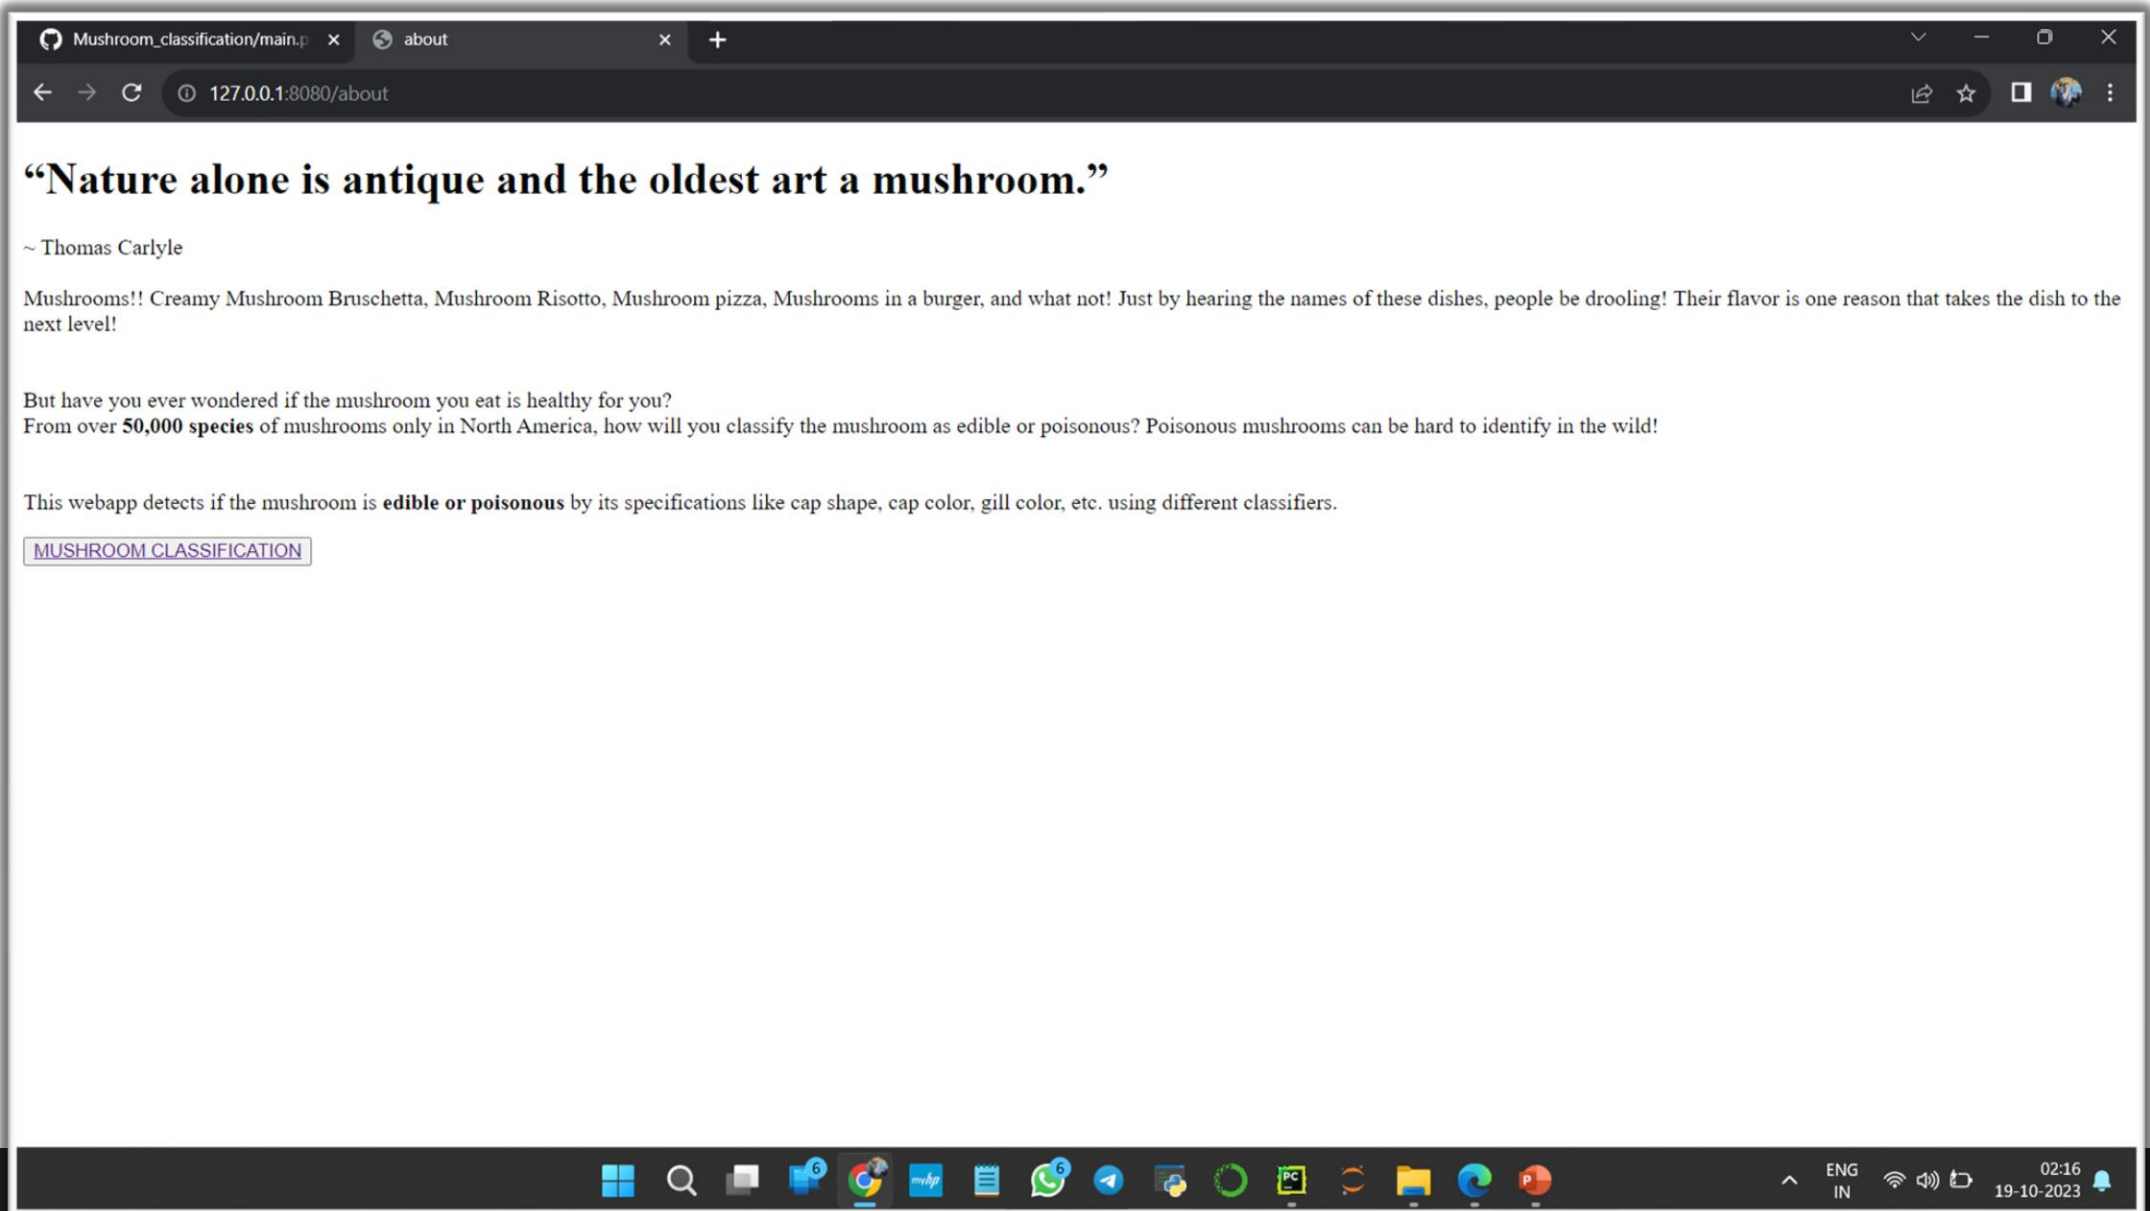 Mushroom_classification/main.p
about
127.0.0.1:8080/about
“Nature alone is antique and the oldest art a mushroom.”
~ Thomas Carlyle
Mushrooms!! Creamy Mushroom Bruschetta, Mushroom Risotto, Mushroom pizza, Mushrooms in a burger, and what not! Just by hearing the names of these dishes, people be drooling! Their flavor is one reason that takes the dish to the
next level!
But have you ever wondered if the mushroom you eat is healthy for you?
From over 50,000 species of mushrooms only in North America, how will you classify the mushroom as edible or poisonous? Poisonous mushrooms can be hard to identify in the wild!
This webapp detects if the mushroom is edible or poisonous by its specifications like cap shape, cap color, gill color, etc. using different classifiers.
MUSHROOM CLASSIFICATION
6
myhp
6
PC
P
ENG
IN
02:16
19-10-2023